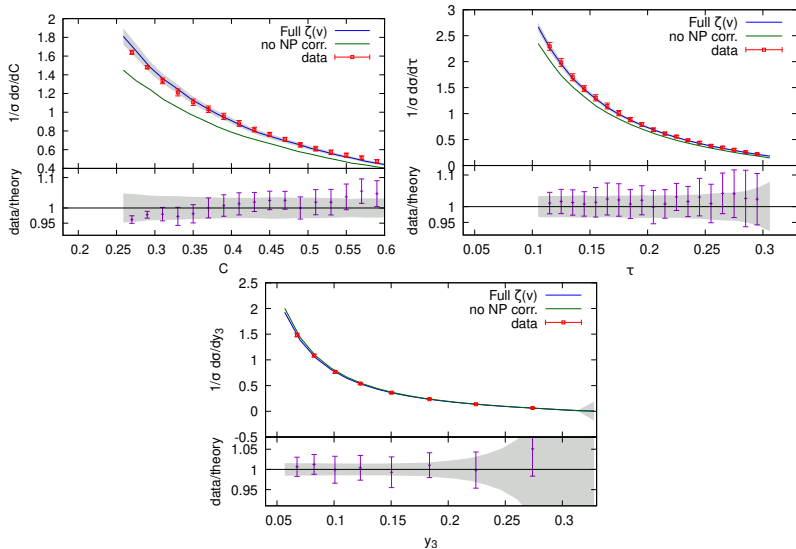 Full ζ(v)
no NP corr.
data
1/σ dσ/dC
2
1.8
1.6
1.4
1.2
1
0.8
0.6
0.4
data/theory
1.1
1
0.95
0.2 0.25 0.3 0.35 0.4 0.45 0.5 0.55 0.6
C
Full ζ(v)
no NP corr.
data
1/σ dσ/dτ
3
2.5
2
1.5
1
0.5
0
data/theory
1.1
1
0.95
0.05 0.1 0.15 0.2 0.25 0.3
τ
Full ζ(v)
no NP corr.
data
1/σ dσ/dy3
2.5
2
1.5
1
0.5
0
-0.5
data/theory
1.05
1
0.95
0.05 0.1 0.15 0.2 0.25 0.3
y3